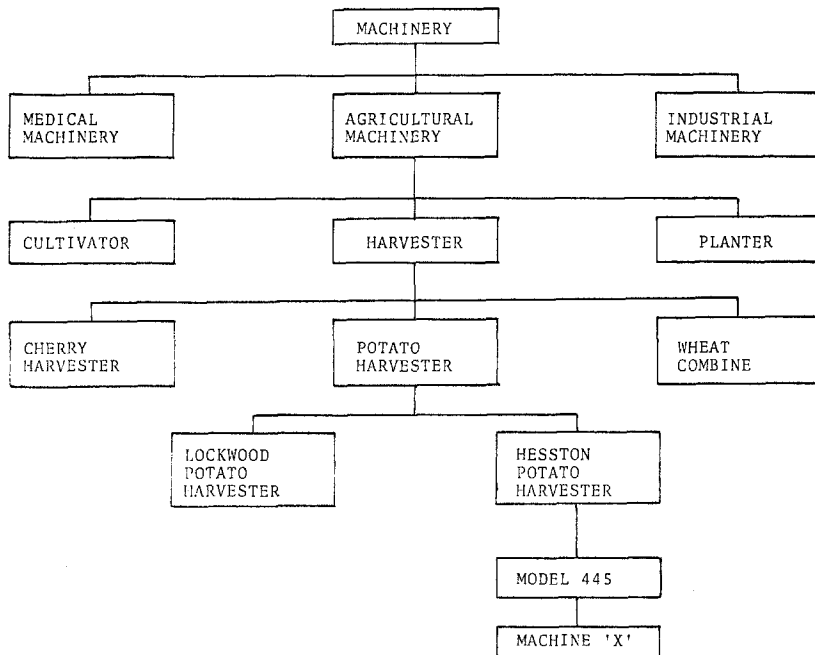 MACHINERY
MEDICAL
MACHINERY
AGRICULTURAL
MACHINERY
INDUSTRIAL
MACHINERY
CULTIVATOR
HARVESTER
PLANTER
CHERRY
HARVESTER
POTATO
HARVESTER
WHEAT
COMBINE
LOCKWOOD
POTATO
HARVESTER
HESSTON
POTATO
HARVESTER
MODEL 445
MACHINE 'X'